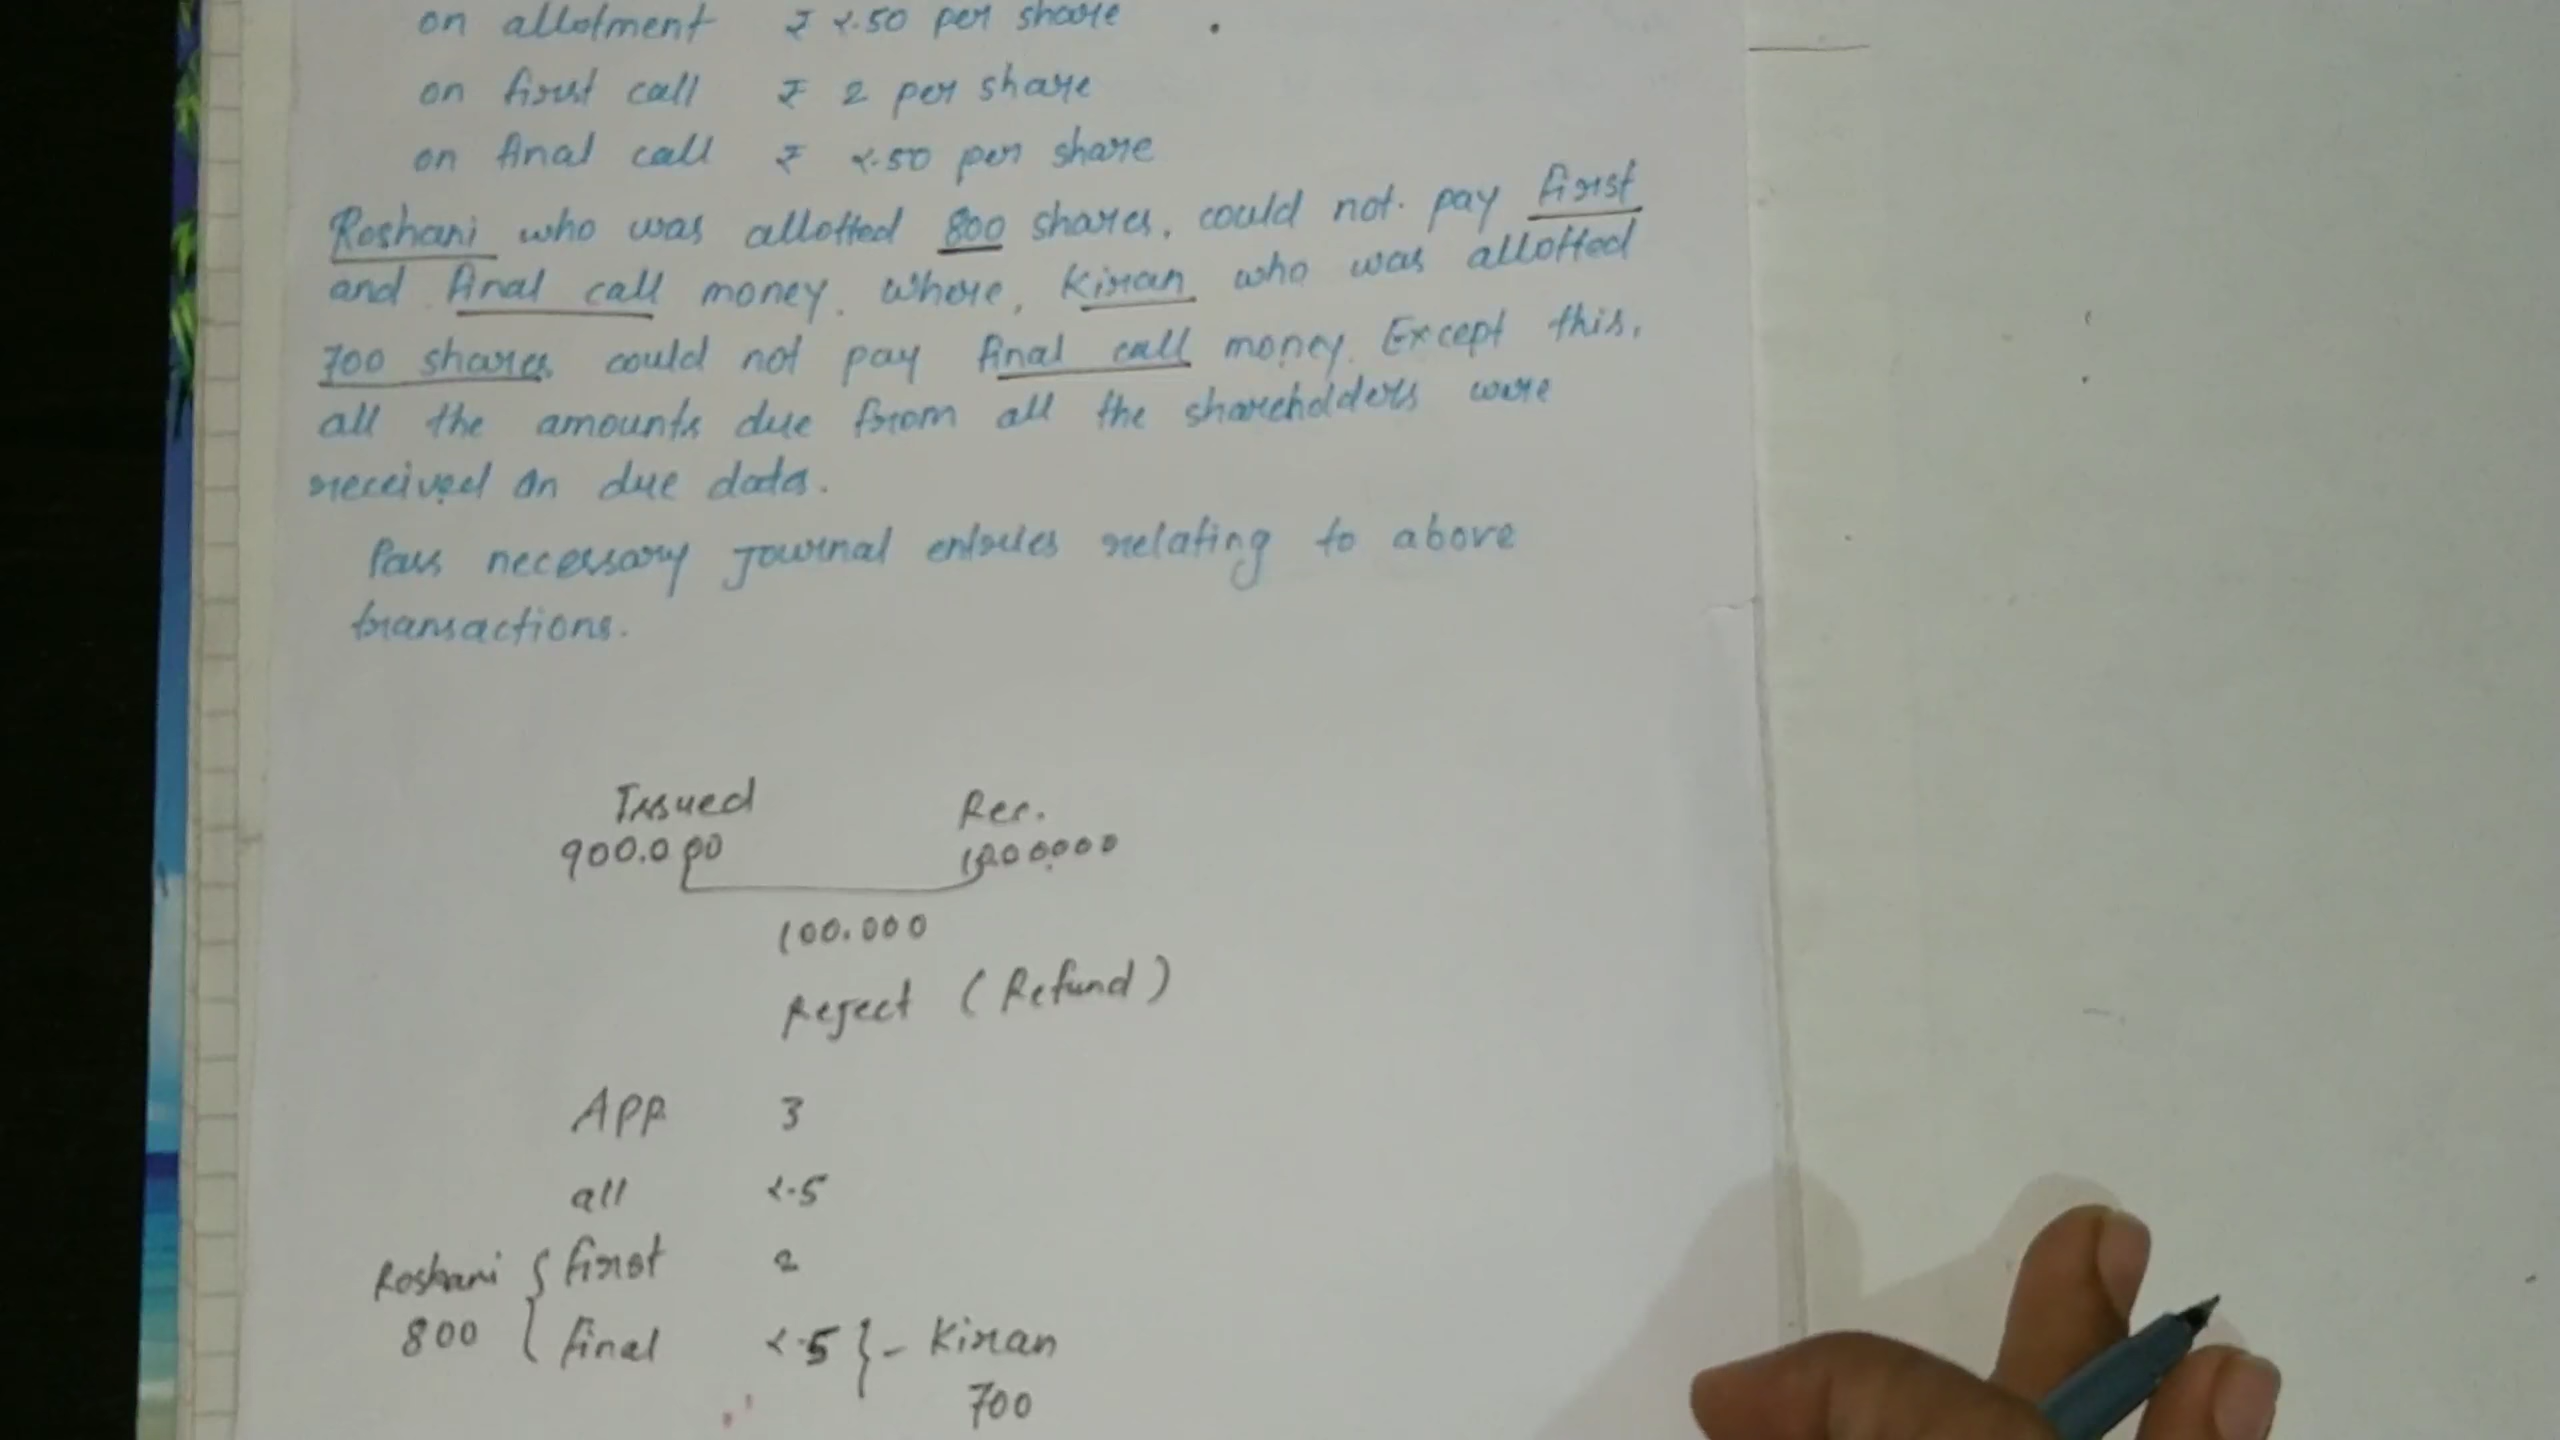 on allotment ₹ 2.50 per share
on first call ₹ 2 per share
on final call ₹ 2.50 per share
Roshani who was allotted 800 shares, could not pay first
and final call money. Where, Kiran who was allotted
700 shares could not pay final call money. Except this,
all the amounts due from all the shareholders were
received on due data.
Pass necessary Journal entries relating to above
transactions.
Issued Rec.
900.000 1000000
100.000
Reject (Refund)
APP 3
all 2.5
Roshani { first 2
800 { final 2.5 } - Kiran
700